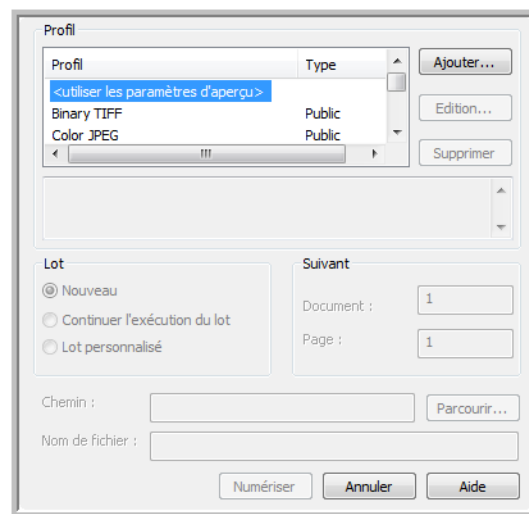 Profil
Profil Type
<utiliser les paramètres d'aperçu>
Binary TIFF Public
Color JPEG Public
Ajouter...
Edition...
Supprimer
Lot
Nouveau
Continuer l'exécution du lot
Lot personnalisé
Suivant
Document : 1
Page : 1
Chemin : Parcourir...
Nom de fichier :
Numériser Annuler Aide